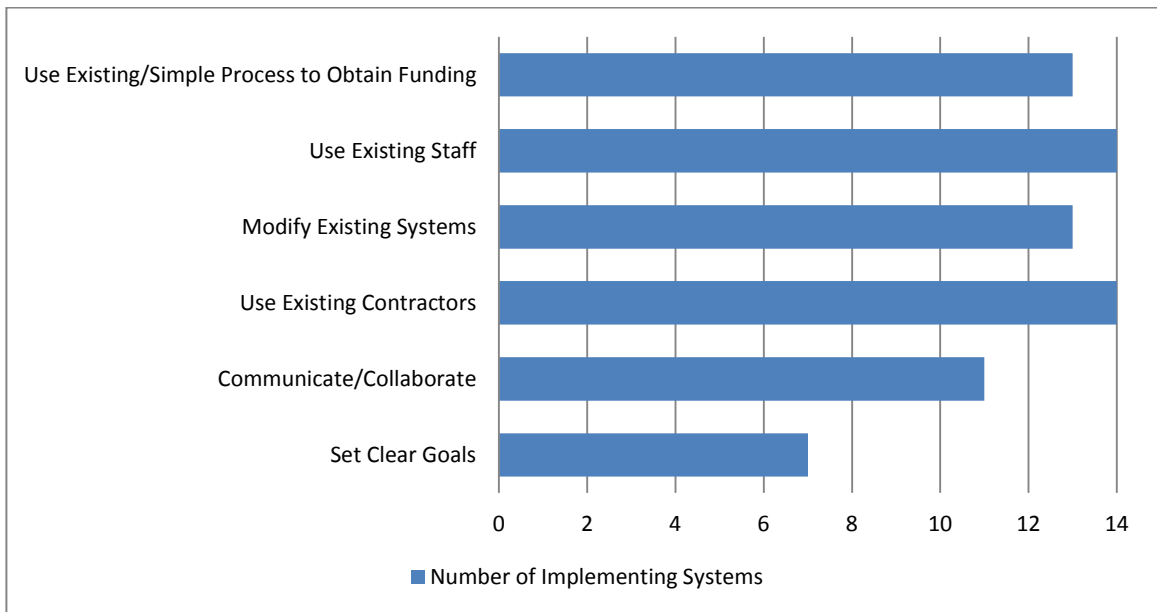 Use Existing/Simple Process to Obtain Funding
Use Existing Staff
Modify Existing Systems
Use Existing Contractors
Communicate/Collaborate
Set Clear Goals
0 2 4 6 8 10 12 14
Number of Implementing Systems